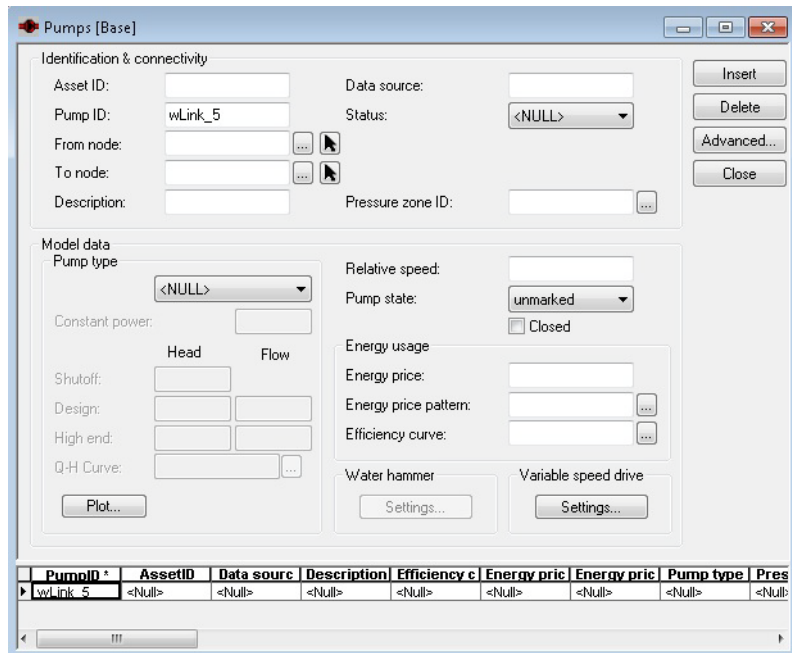 Pumps [Base]
Identification & connectivity
Asset ID:
Data source:
Insert
Pump ID: wLink_5
Status: <NULL>
Delete
From node: ...
Advanced...
To node: ...
Close
Description:
Pressure zone ID: ...
Model data
Pump type
<NULL>
Relative speed:
Pump state: unmarked
Constant power:
Closed
Head Flow
Energy usage
Shutoff:
Energy price:
Design:
Energy price pattern: ...
High end:
Efficiency curve: ...
Q-H Curve: ...
Water hammer
Variable speed drive
Plot...
Settings...
Settings...
PumpID * AssetID Data sourc Description Efficiency c Energy pric Energy pric Pump type Pres
wLink_5 <Null> <Null> <Null> <Null> <Null> <Null> <Null> <Null>